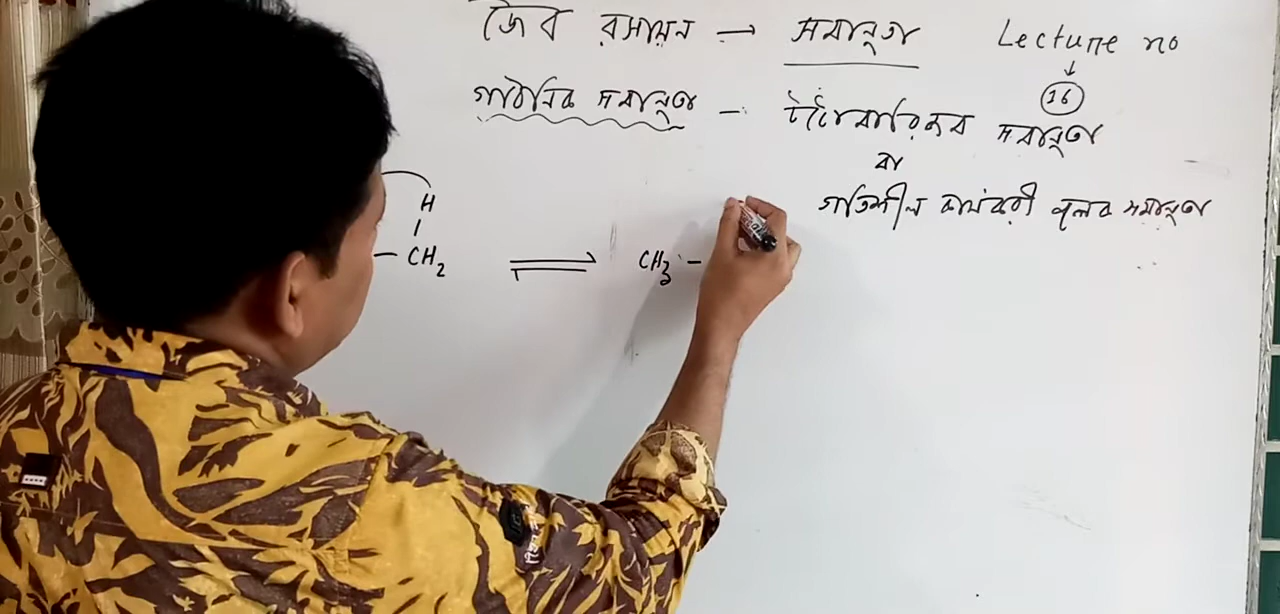 জৈব রসায়ন → সমানুতা Lecture no
↓
16
গাঠনিক সমানুতা - টটোমারিজম সমানুতা
বা
গতিশীল কার্যকরী মূলক সমানুতা
H
|
- CH₂ ⇌ CH₃ -